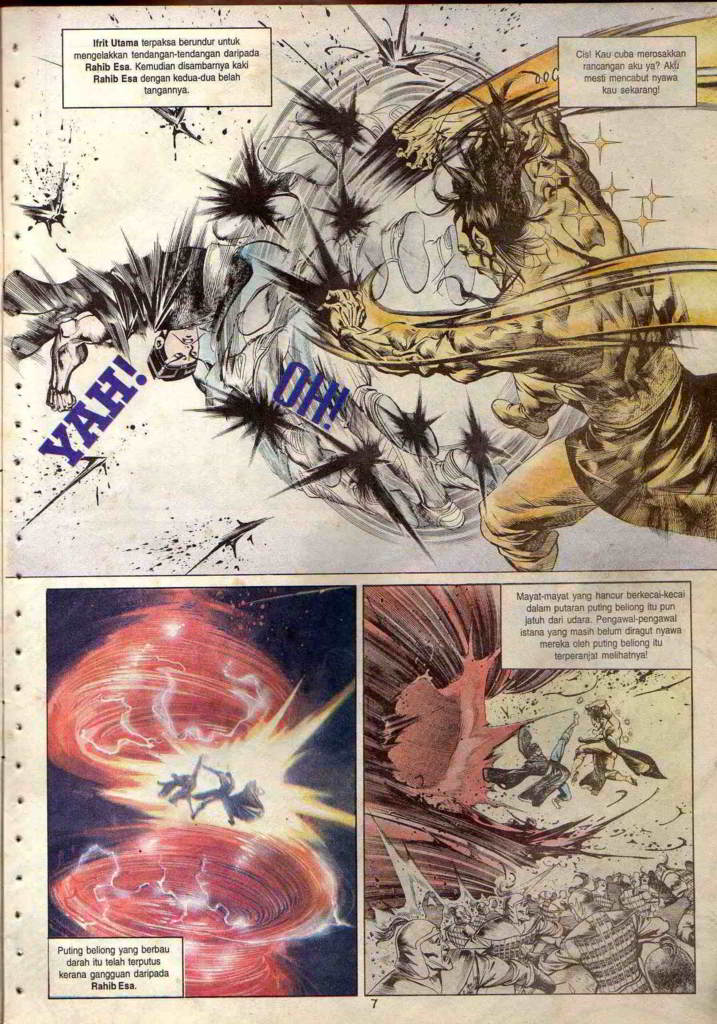 Ifrit Utama terpaksa berundur untuk
mengelakkan tendangan-tendangan daripada
Rahib Esa. Kemudian disambarnya kaki
Rahib Esa dengan kedua-dua belah
tangannya.
Cis! Kau cuba merosakkan
rancangan aku ya? Aku
mesti mencabut nyawa
kau sekarang!
YAH!
OH!
Mayat-mayat yang hancur berkecai-kecai
dalam putaran puting beliong itu pun
jatuh dari udara. Pengawal-pengawal
istana yang masih belum diragut nyawa
mereka oleh puting beliong itu
terperanjat melihatnya!
Puting beliong yang berbau
darah itu telah terputus
kerana gangguan daripada
Rahib Esa.
7